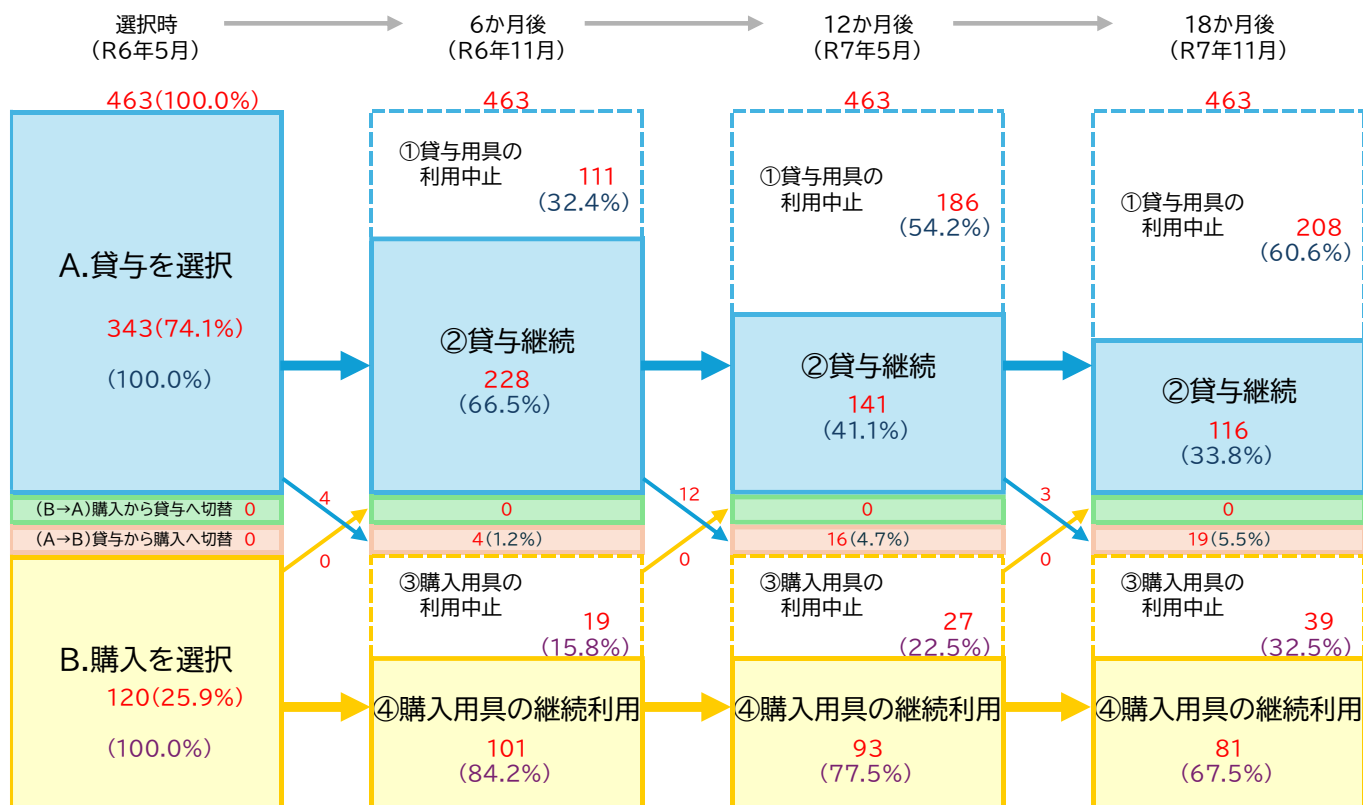 選択時
(R6年5月)
6か月後
(R6年11月)
12か月後
(R7年5月)
18か月後
(R7年11月)
463(100.0%)
463
463
463
A.貸与を選択
343(74.1%)
(100.0%)
①貸与用具の
利用中止
111
(32.4%)
①貸与用具の
利用中止
186
(54.2%)
①貸与用具の
利用中止
208
(60.6%)
②貸与継続
228
(66.5%)
②貸与継続
141
(41.1%)
②貸与継続
116
(33.8%)
(B→A)購入から貸与へ切替 0
4
0
12
0
3
0
(A→B)貸与から購入へ切替 0
0
4(1.2%)
0
16(4.7%)
0
19(5.5%)
B.購入を選択
120(25.9%)
(100.0%)
③購入用具の
利用中止
19
(15.8%)
③購入用具の
利用中止
27
(22.5%)
③購入用具の
利用中止
39
(32.5%)
④購入用具の継続利用
101
(84.2%)
④購入用具の継続利用
93
(77.5%)
④購入用具の継続利用
81
(67.5%)